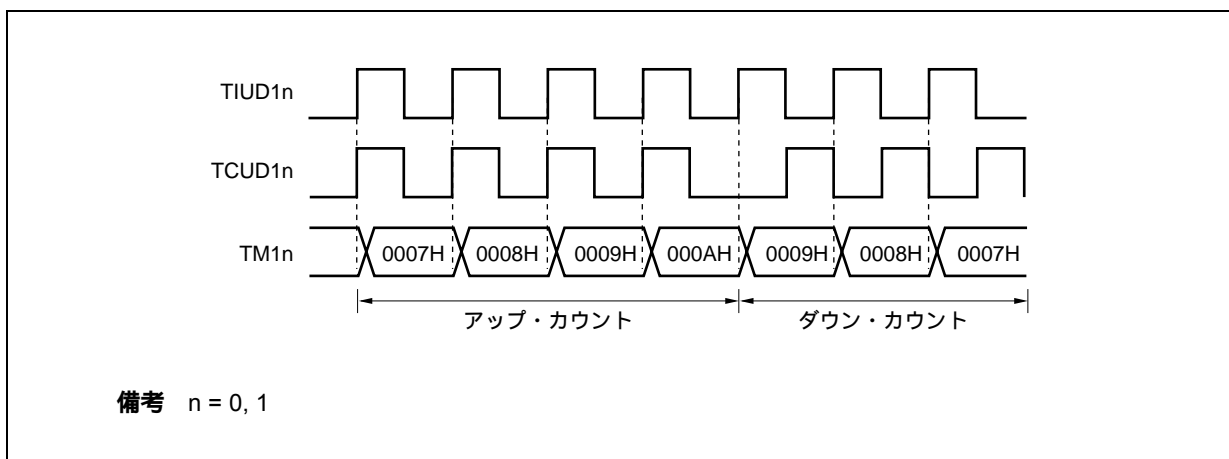 TIUD1n
TCUD1n
TM1n 0007H 0008H 0009H 000AH 0009H 0008H 0007H
アップ・カウント ダウン・カウント
備考 n = 0, 1